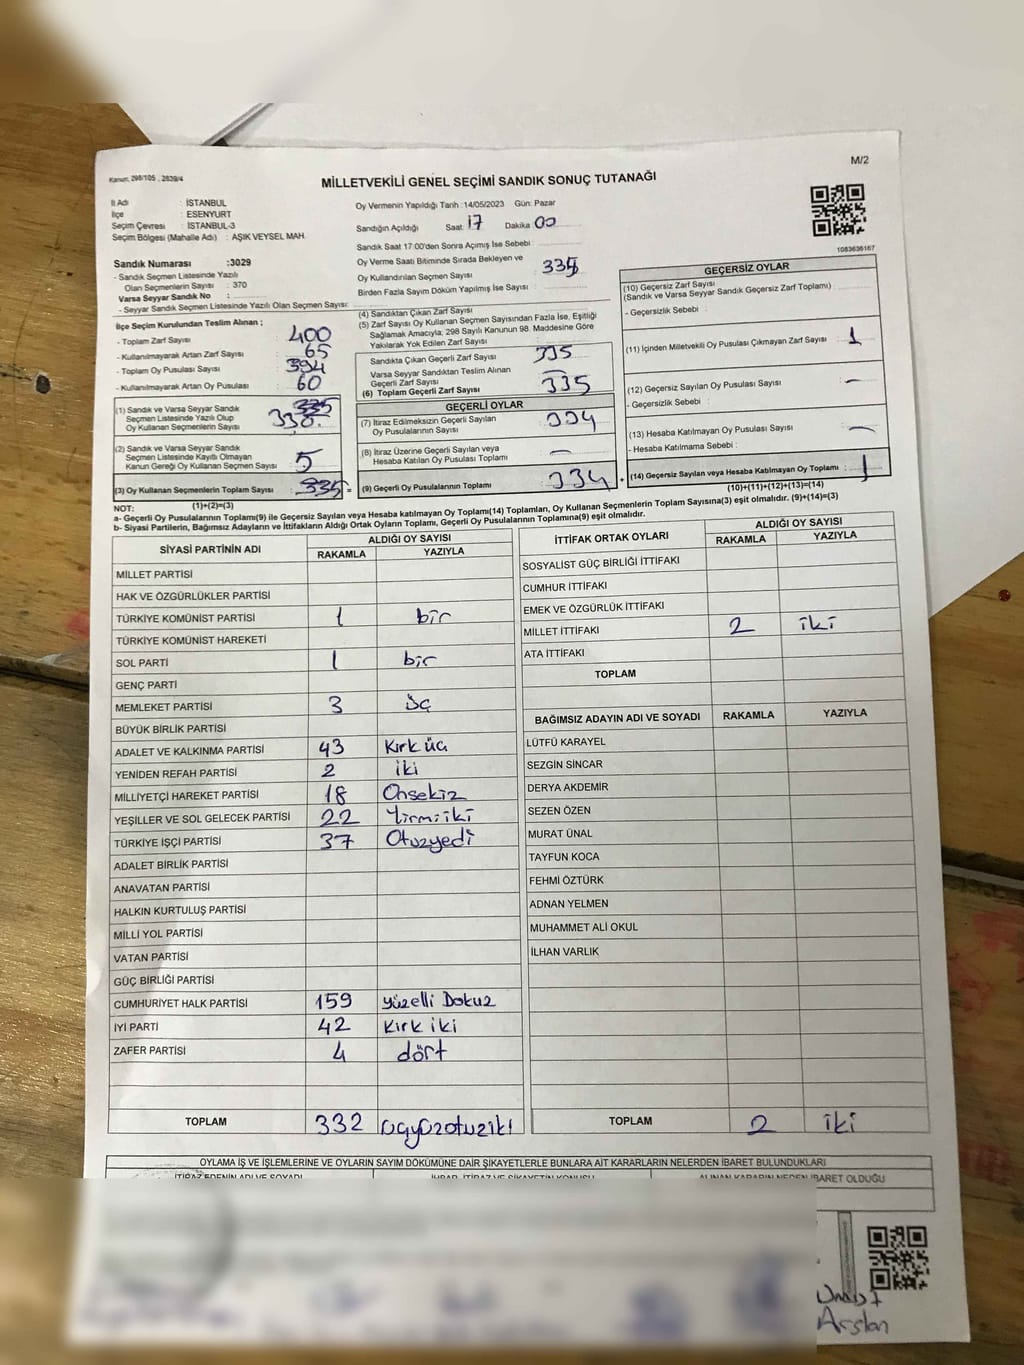 M/2
Kanun: 298/105 , 2839/4
MİLLETVEKİLİ GENEL SEÇİMİ SANDIK SONUÇ TUTANAĞI
İl Adı : İSTANBUL
İlçe : ESENYURT
Seçim Çevresi : İSTANBUL-3
Seçim Bölgesi (Mahalle Adı) : AŞIK VEYSEL MAH.
Sandık Numarası :3029
- Sandık Seçmen Listesinde Yazılı
Olan Seçmenlerin Sayısı : 370
Varsa Seyyar Sandık No :
- Seyyar Sandık Seçmen Listesinde Yazılı Olan Seçmen Sayısı:
Oy Vermenin Yapıldığı Tarih :14/05/2023 Gün: Pazar
Sandığın Açıldığı Saat: 17 Dakika 00
Sandık Saat 17:00'den Sonra Açımış İse Sebebi :
Oy Verme Saati Bitiminde Sırada Bekleyen ve
Oy Kullandırılan Seçmen Sayısı : 335
Birden Fazla Sayım Döküm Yapılmış İse Sayısı :
1083636167
İlçe Seçim Kurulundan Teslim Alınan ;
- Toplam Zarf Sayısı : 400
- Kullanılmayarak Artan Zarf Sayısı : 65
- Toplam Oy Pusulası Sayısı : 394
- Kullanılmayarak Artan Oy Pusulası : 60
(1) Sandık ve Varsa Seyyar Sandık
Seçmen Listesinde Yazılı Olup
Oy Kullanan Seçmenlerin Sayısı : 335 330
(2) Sandık ve Varsa Seyyar Sandık
Seçmen Listesinde Kayıtlı Olmayan
Kanun Gereği Oy Kullanan Seçmen Sayısı : 5
(3) Oy Kullanan Seçmenlerin Toplam Sayısı : 335 =
(1)+(2)=(3)
(4) Sandıktan Çıkan Zarf Sayısı
(5) Zarf Sayısı Oy Kullanan Seçmen Sayısından Fazla İse, Eşitliği
Sağlamak Amacıyla, 298 Sayılı Kanunun 98. Maddesine Göre
Yakılarak Yok Edilen Zarf Sayısı :
Sandıkta Çıkan Geçerli Zarf Sayısı : 335
Varsa Seyyar Sandıktan Teslim Alınan
Geçerli Zarf Sayısı : —
(6) Toplam Geçerli Zarf Sayısı : 335
GEÇERLİ OYLAR
(7) İtiraz Edilmeksizin Geçerli Sayılan
Oy Pusulalarının Sayısı : 334
(8) İtiraz Üzerine Geçerli Sayılan veya
Hesaba Katılan Oy Pusulası Toplamı : —
(9) Geçerli Oy Pusulalarının Toplamı : 334 +
GEÇERSİZ OYLAR
(10) Geçersiz Zarf Sayısı
(Sandık ve Varsa Seyyar Sandık Geçersiz Zarf Toplamı) :
- Geçersizlik Sebebi :
(11) İçinden Milletvekili Oy Pusulası Çıkmayan Zarf Sayısı : 1
(12) Geçersiz Sayılan Oy Pusulası Sayısı : —
- Geçersizlik Sebebi :
(13) Hesaba Katılmayan Oy Pusulası Sayısı : —
- Hesaba Katılmama Sebebi :
(14) Geçersiz Sayılan veya Hesaba Katılmayan Oy Toplamı : 1
(10)+(11)+(12)+(13)=(14)
NOT:
a- Geçerli Oy Pusulaları Toplamı(9) ile Geçersiz Sayılan veya Hesaba katılmayan Oy Toplamı(14) Toplamları, Oy Kullanan Seçmenlerin Toplam Sayısına(3) eşit olmalıdır. (9)+(14)=(3)
b- Siyasi Partilerin, Bağımsız Adayların ve İttifakların Aldığı Ortak Oyların Toplamı, Geçerli Oy Pusulalarının Toplamına(9) eşit olmalıdır.
SİYASİ PARTİNİN ADI ALDIĞI OY SAYISI
RAKAMLA YAZIYLA
MİLLET PARTİSİ
HAK VE ÖZGÜRLÜKLER PARTİSİ
TÜRKİYE KOMÜNİST PARTİSİ 1 bir
TÜRKİYE KOMÜNİST HAREKETİ
SOL PARTİ 1 bir
GENÇ PARTİ
MEMLEKET PARTİSİ 3 üç
BÜYÜK BİRLİK PARTİSİ
ADALET VE KALKINMA PARTİSİ 43 Kırk üç
YENİDEN REFAH PARTİSİ 2 iki
MİLLİYETÇİ HAREKET PARTİSİ 18 Onsekiz
YEŞİLLER VE SOL GELECEK PARTİSİ 22 Yirmiiki
TÜRKİYE İŞÇİ PARTİSİ 37 Otuzyedi
ADALET BİRLİK PARTİSİ
ANAVATAN PARTİSİ
HALKIN KURTULUŞ PARTİSİ
MİLLİ YOL PARTİSİ
VATAN PARTİSİ
GÜÇ BİRLİĞİ PARTİSİ
CUMHURİYET HALK PARTİSİ 159 yüzelli Dokuz
İYİ PARTİ 42 Kırk iki
ZAFER PARTİSİ 4 dört
TOPLAM 332 üçyüzotuziki
İTTİFAK ORTAK OYLARI ALDIĞI OY SAYISI
RAKAMLA YAZIYLA
SOSYALİST GÜÇ BİRLİĞİ İTTİFAKI
CUMHUR İTTİFAKI
EMEK VE ÖZGÜRLÜK İTTİFAKI
MİLLET İTTİFAKI 2 iki
ATA İTTİFAKI
TOPLAM
BAĞIMSIZ ADAYIN ADI VE SOYADI RAKAMLA YAZIYLA
LÜTFÜ KARAYEL
SEZGİN SİNCAR
DERYA AKDEMİR
SEZEN ÖZEN
MURAT ÜNAL
TAYFUN KOCA
FEHMİ ÖZTÜRK
ADNAN YELMEN
MUHAMMET ALİ OKUL
İLHAN VARLIK
TOPLAM 2 iki
OYLAMA İŞ VE İŞLEMLERİNE VE OYLARIN SAYIM DÖKÜMÜNE DAİR ŞİKAYETLERLE BUNLARA AİT KARARLARIN NELERDEN İBARET BULUNDUKLARI
İTİRAZ EDENİN ADI VE SOYADI İHBAR, İTİRAZ VE ŞİKAYETİN KONUSU ALINAN KARARIN NEDEN İBARET OLDUĞU
Arslan